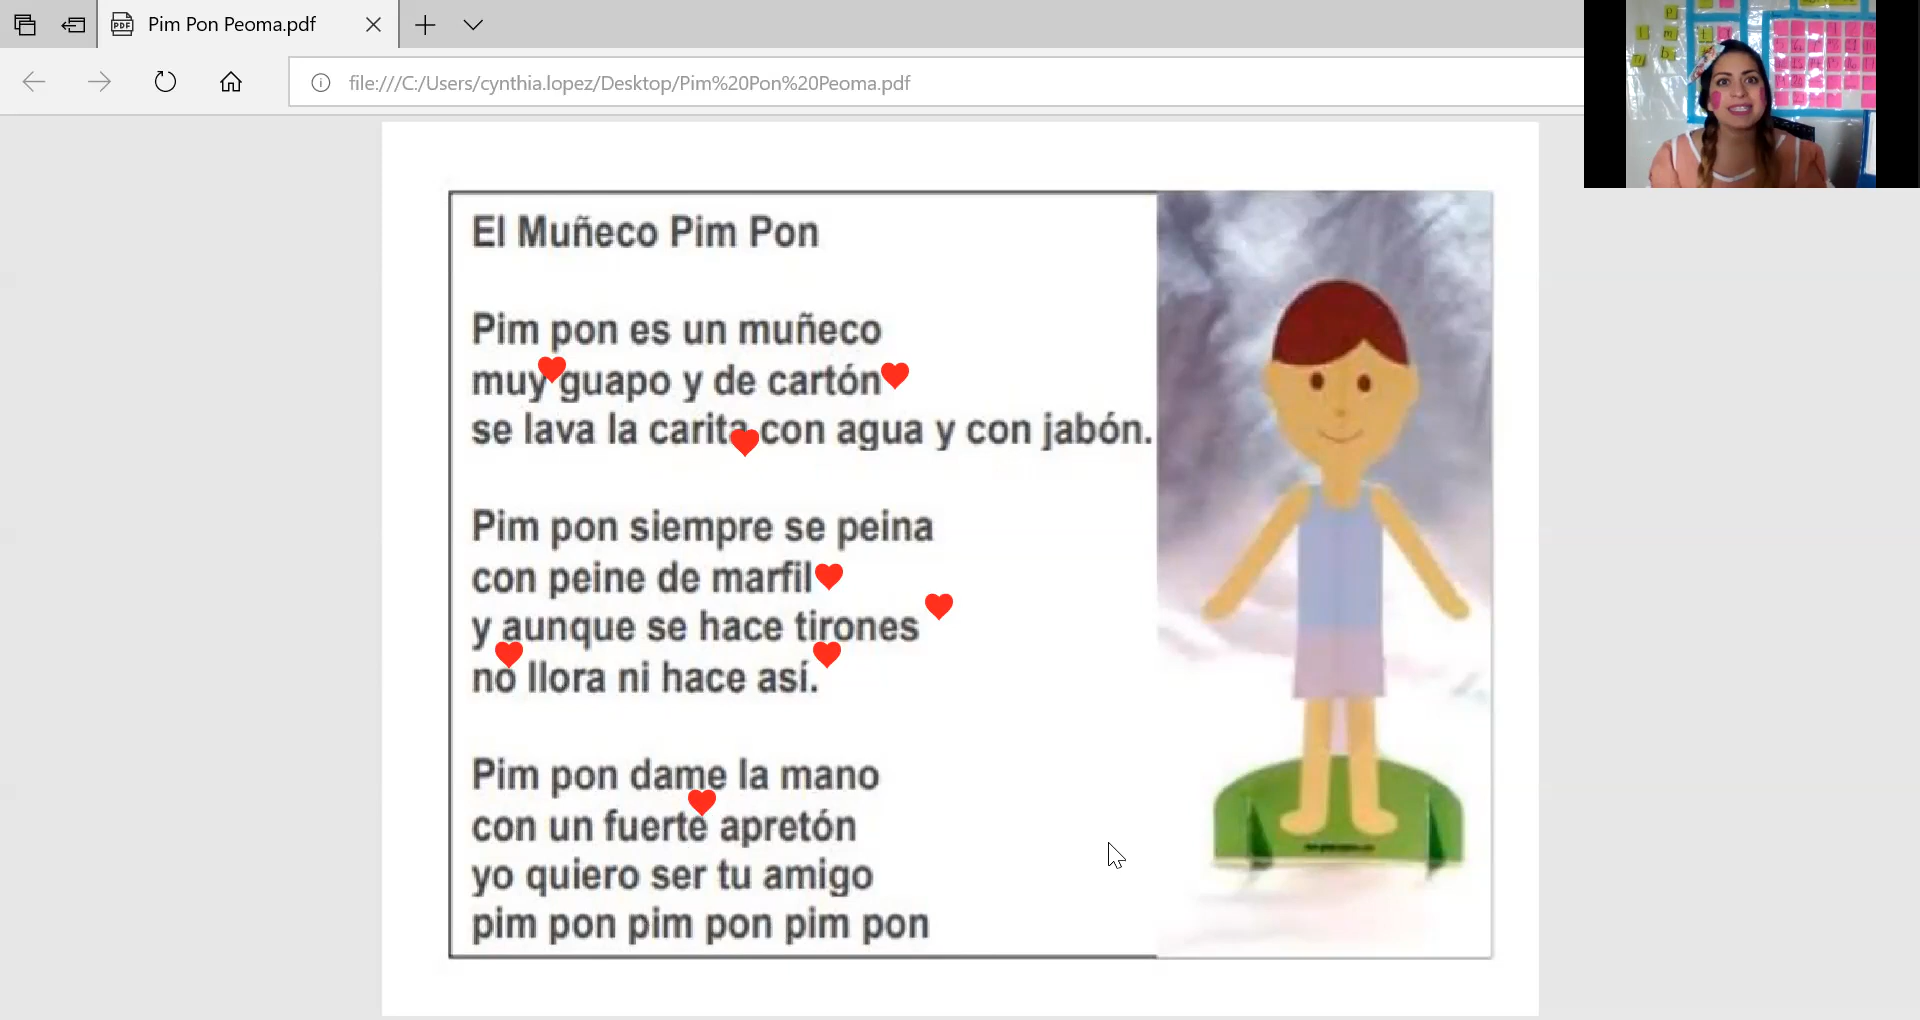 Pim Pon Peoma.pdf
file:///C:/Users/cynthia.lopez/Desktop/Pim%20Pon%20Peoma.pdf
El Muñeco Pim Pon
Pim pon es un muñeco
muy guapo y de cartón
se lava la carita con agua y con jabón.
Pim pon siempre se peina
con peine de marfil
y aunque se hace tirones
no llora ni hace así.
Pim pon dame la mano
con un fuerte apretón
yo quiero ser tu amigo
pim pon pim pon pim pon